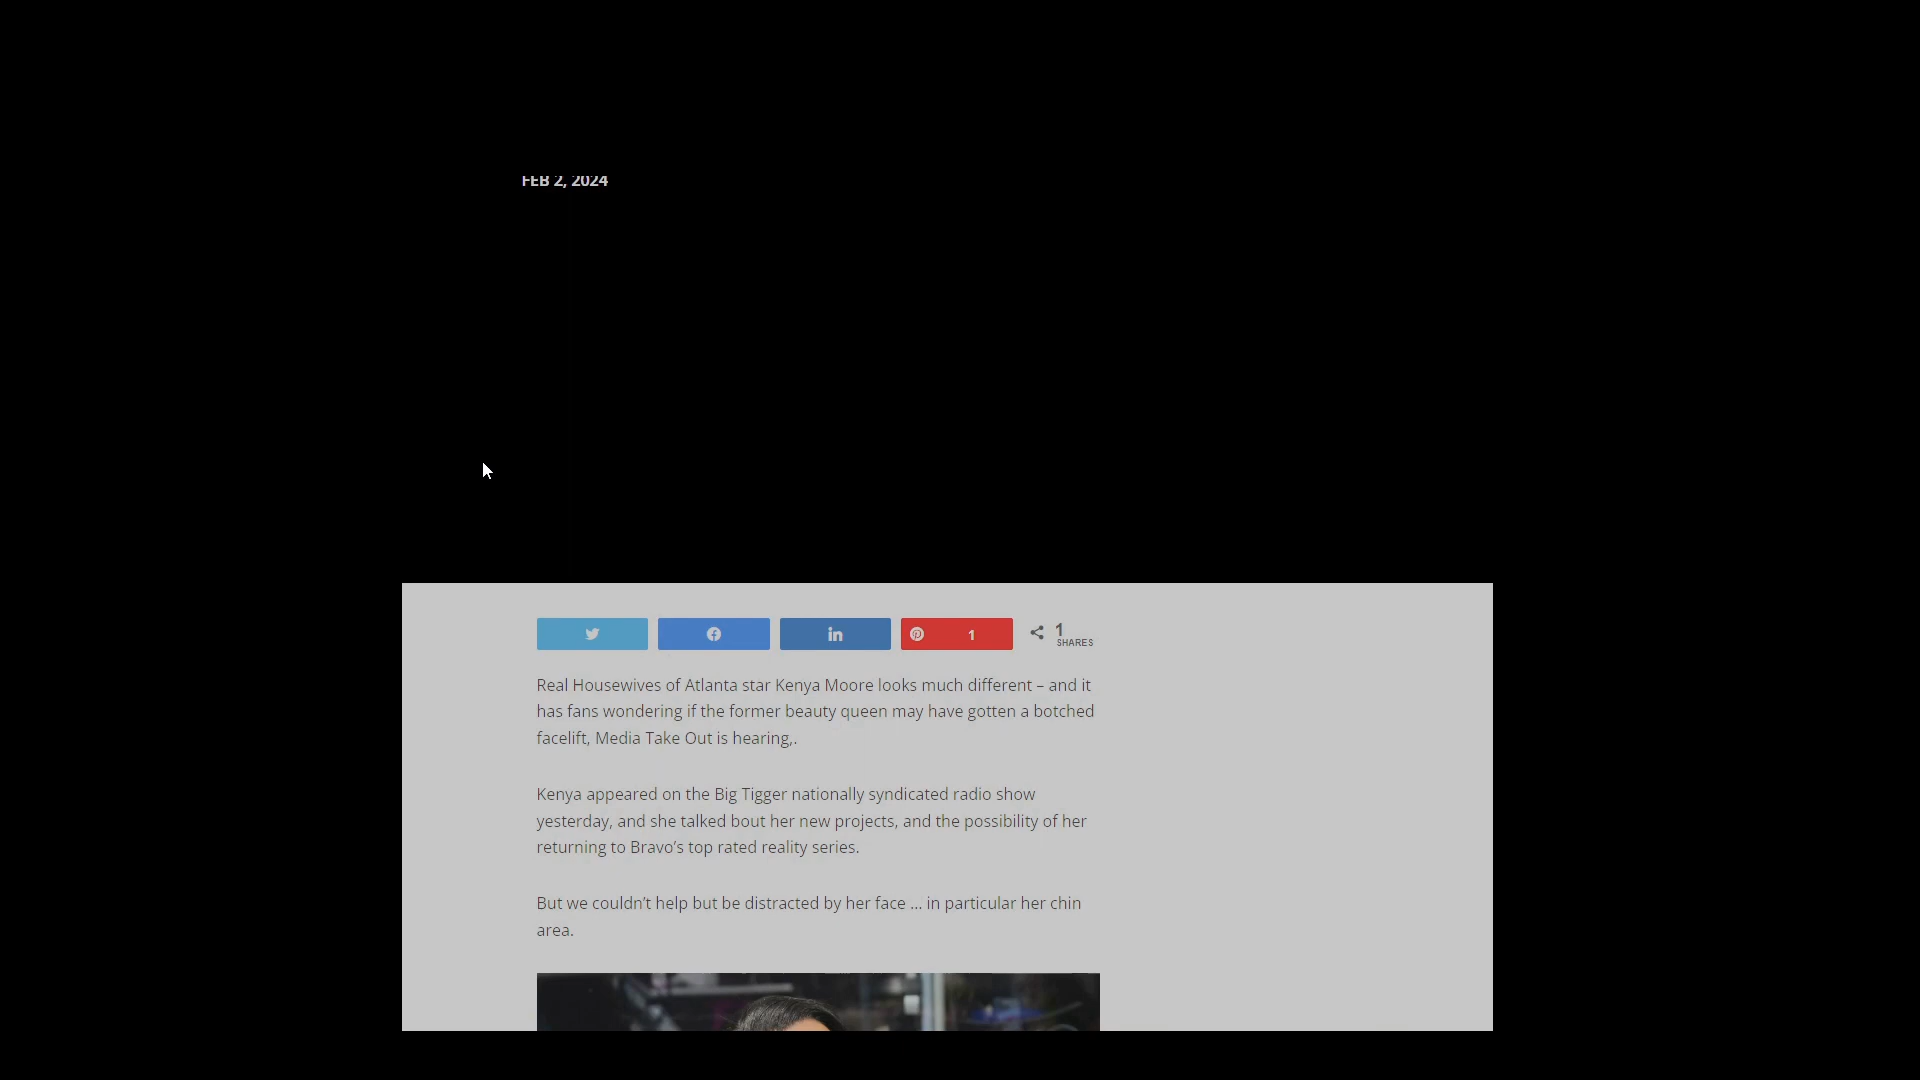 FEB 2, 2024
1
1
SHARES
Real Housewives of Atlanta star Kenya Moore looks much different – and it
has fans wondering if the former beauty queen may have gotten a botched
facelift, Media Take Out is hearing,.
Kenya appeared on the Big Tigger nationally syndicated radio show
yesterday, and she talked bout her new projects, and the possibility of her
returning to Bravo’s top rated reality series.
But we couldn’t help but be distracted by her face … in particular her chin
area.